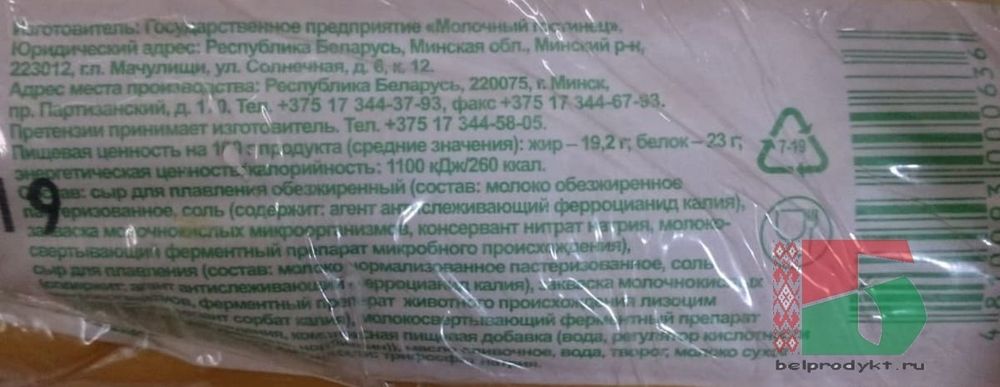 Изготовитель: Государственное предприятие «Молочный гостинец»,
Юридический адрес: Республика Беларусь, Минская обл., Минский р-н,
223012, г.п. Мачулищи, ул. Солнечная, д. 6, к. 12.
Адрес места производства: Республика Беларусь, 220075, г. Минск,
пр. Партизанский, д. Тел. +375 17 344-37-93, факс +375 17 344-67-93.
Претензии принимает изготовитель. Тел. +375 17 344-58-05.
Пищевая ценность на 100 г продукта (средние значения): жир – 19,2 г; белок – 23 г;
энергетическая ценность/калорийность: 1100 кДж/260 ккал.
Состав: сыр для плавления обезжиренный (состав: молоко обезжиренное
пастеризованное, соль (содержит: агент антислеживающий ферроцианид калия),
закваска молочнокислых микроорганизмов, консервант нитрат натрия, молоко-
свертывающий ферментный препарат микробного происхождения),
сыр для плавления (состав: молоко нормализованное пастеризованное, соль
агент антислеживающий ферроцианид калия), закваска молочнокислых
ферментный препарат животного происхождения лизоцим
сорбат калия), молокосвертывающий ферментный препарат
комплексная пищевая добавка (вода, регулятор кислотности
сливочное, вода, творог, молоко сухое
19
7-19
belprodykt.ru